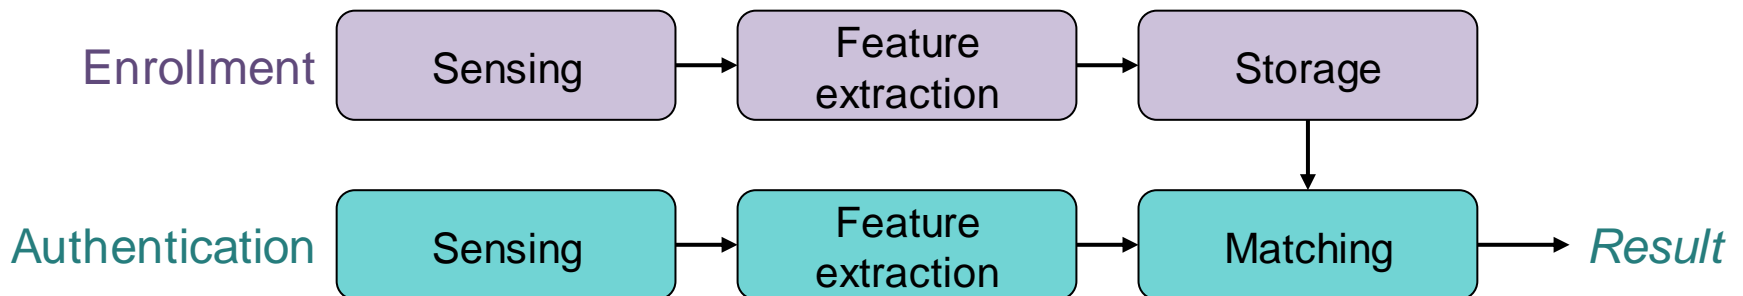 Enrollment
Sensing
Feature
extraction
Storage
Authentication
Sensing
Feature
extraction
Matching
Result